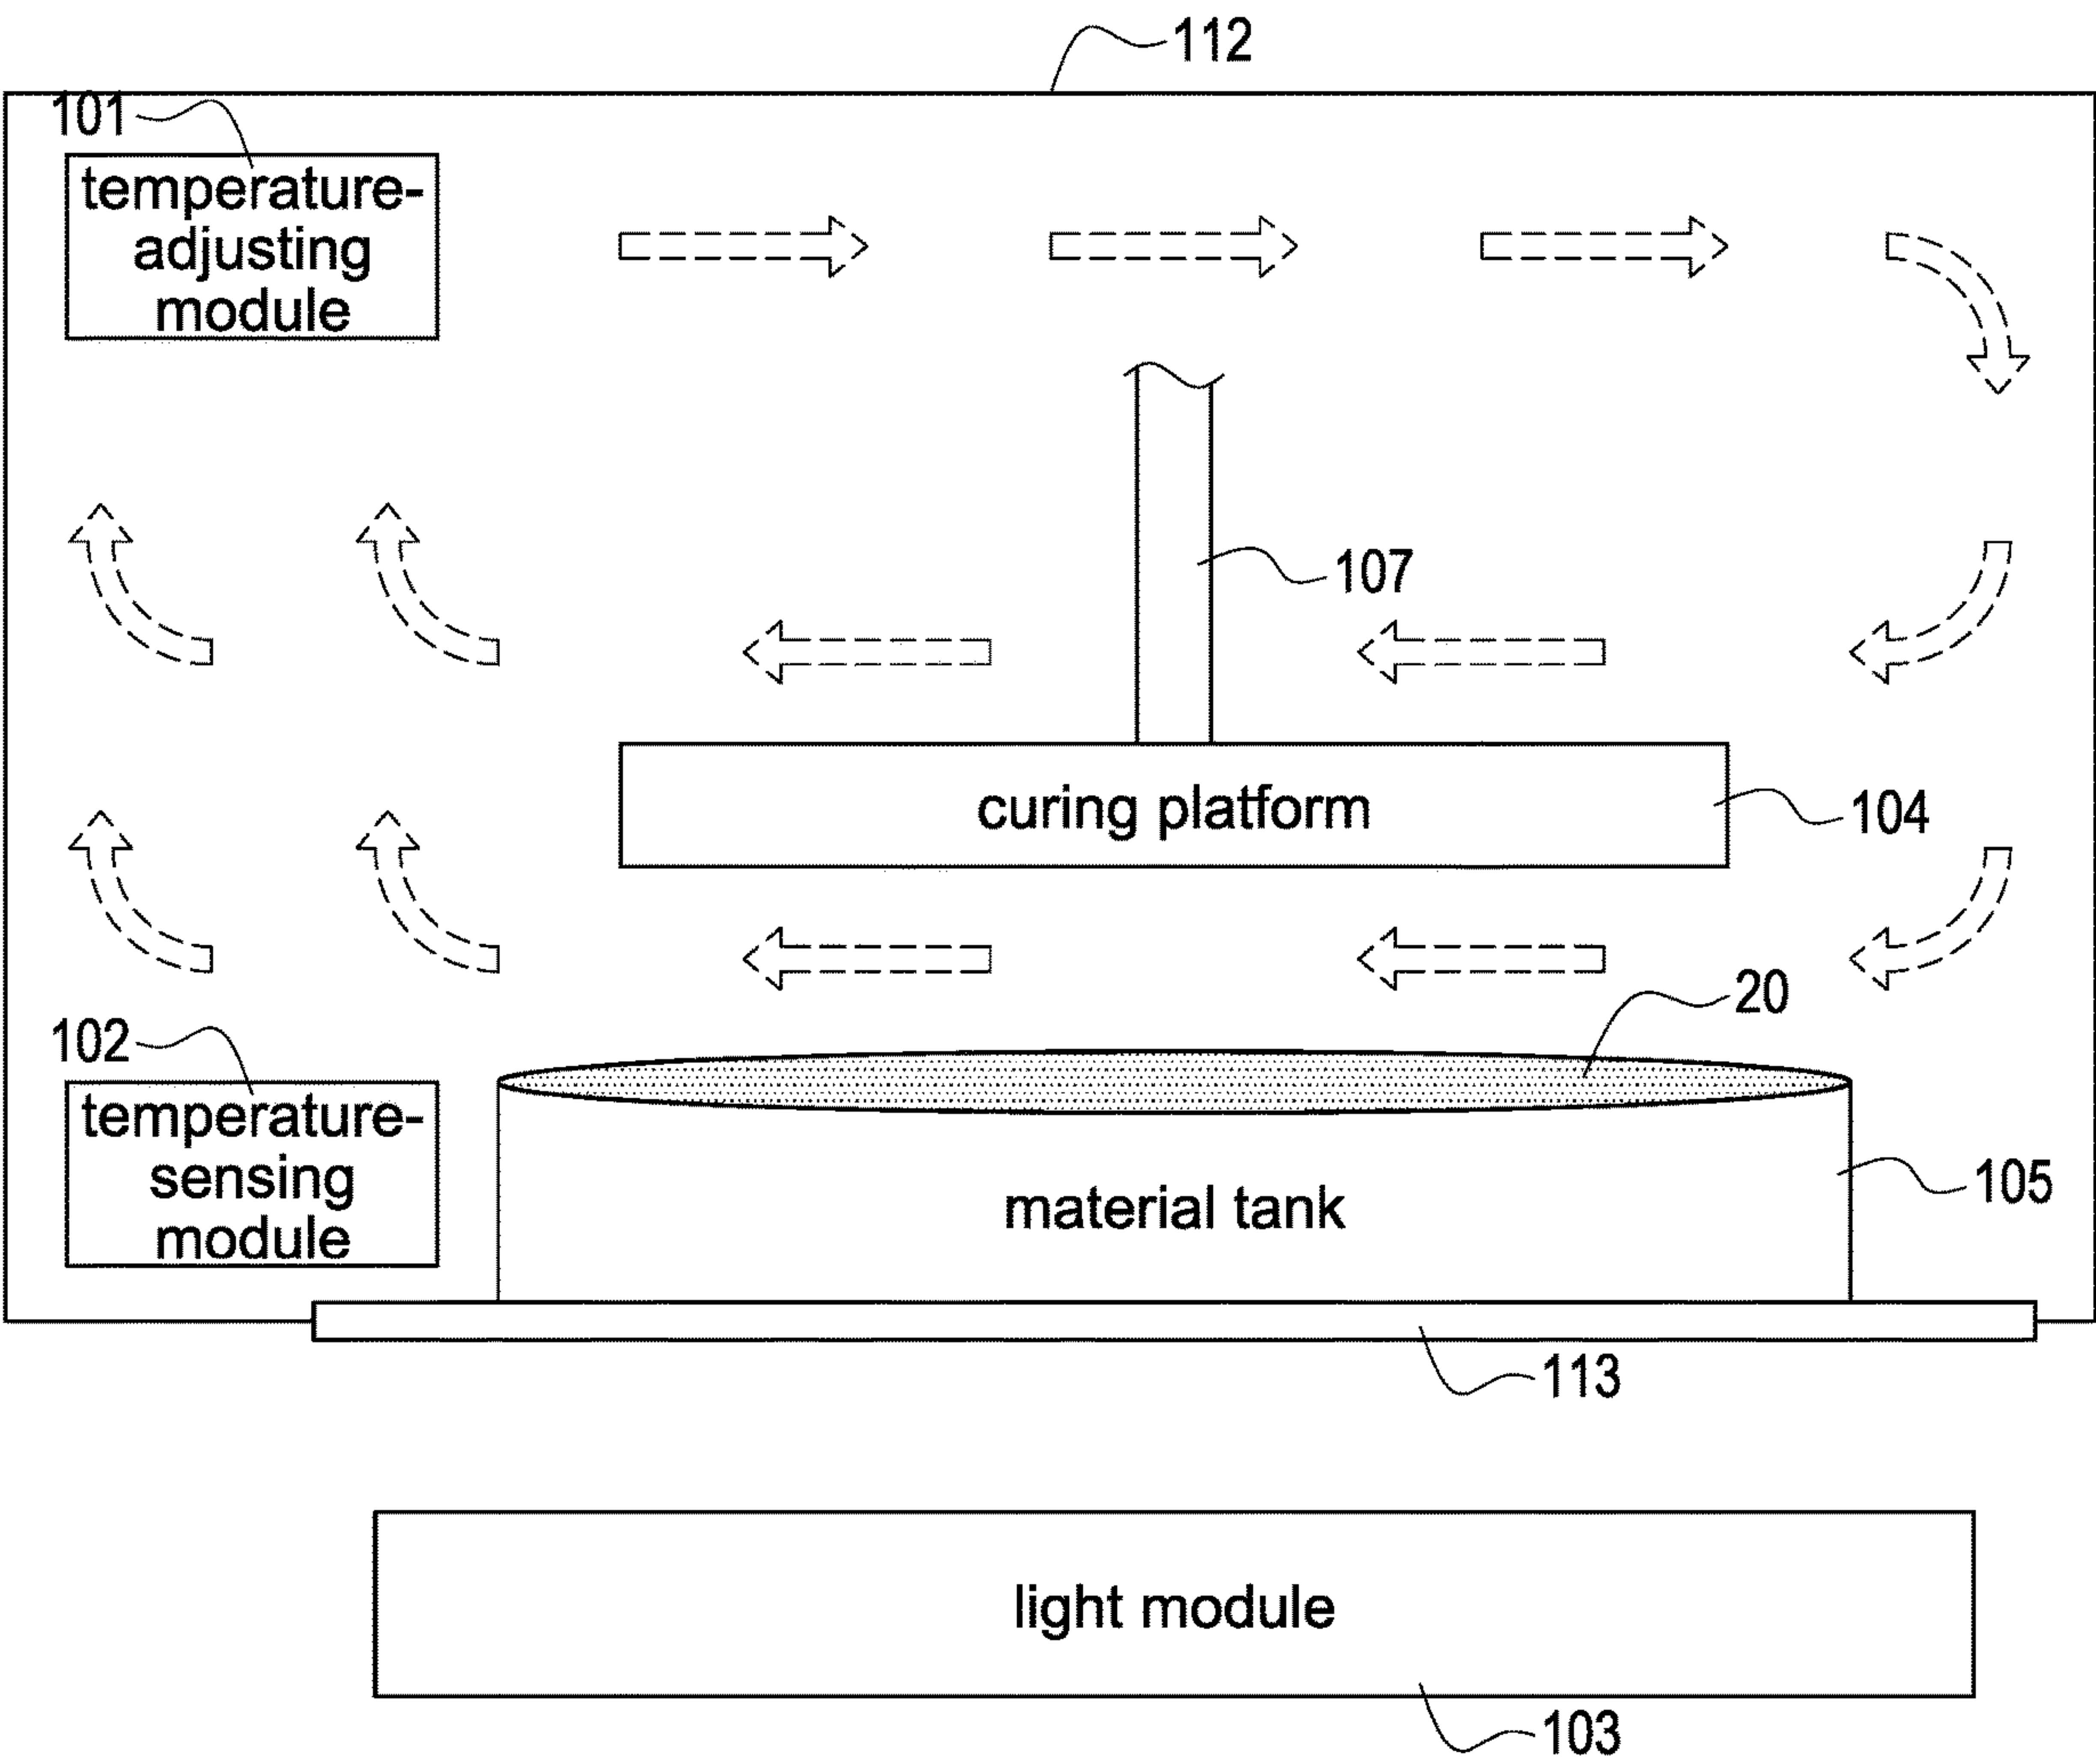 112
101
temperature-
adjusting
module
107
curing platform
104
20
102
temperature-
sensing
module
material tank
105
113
light module
103